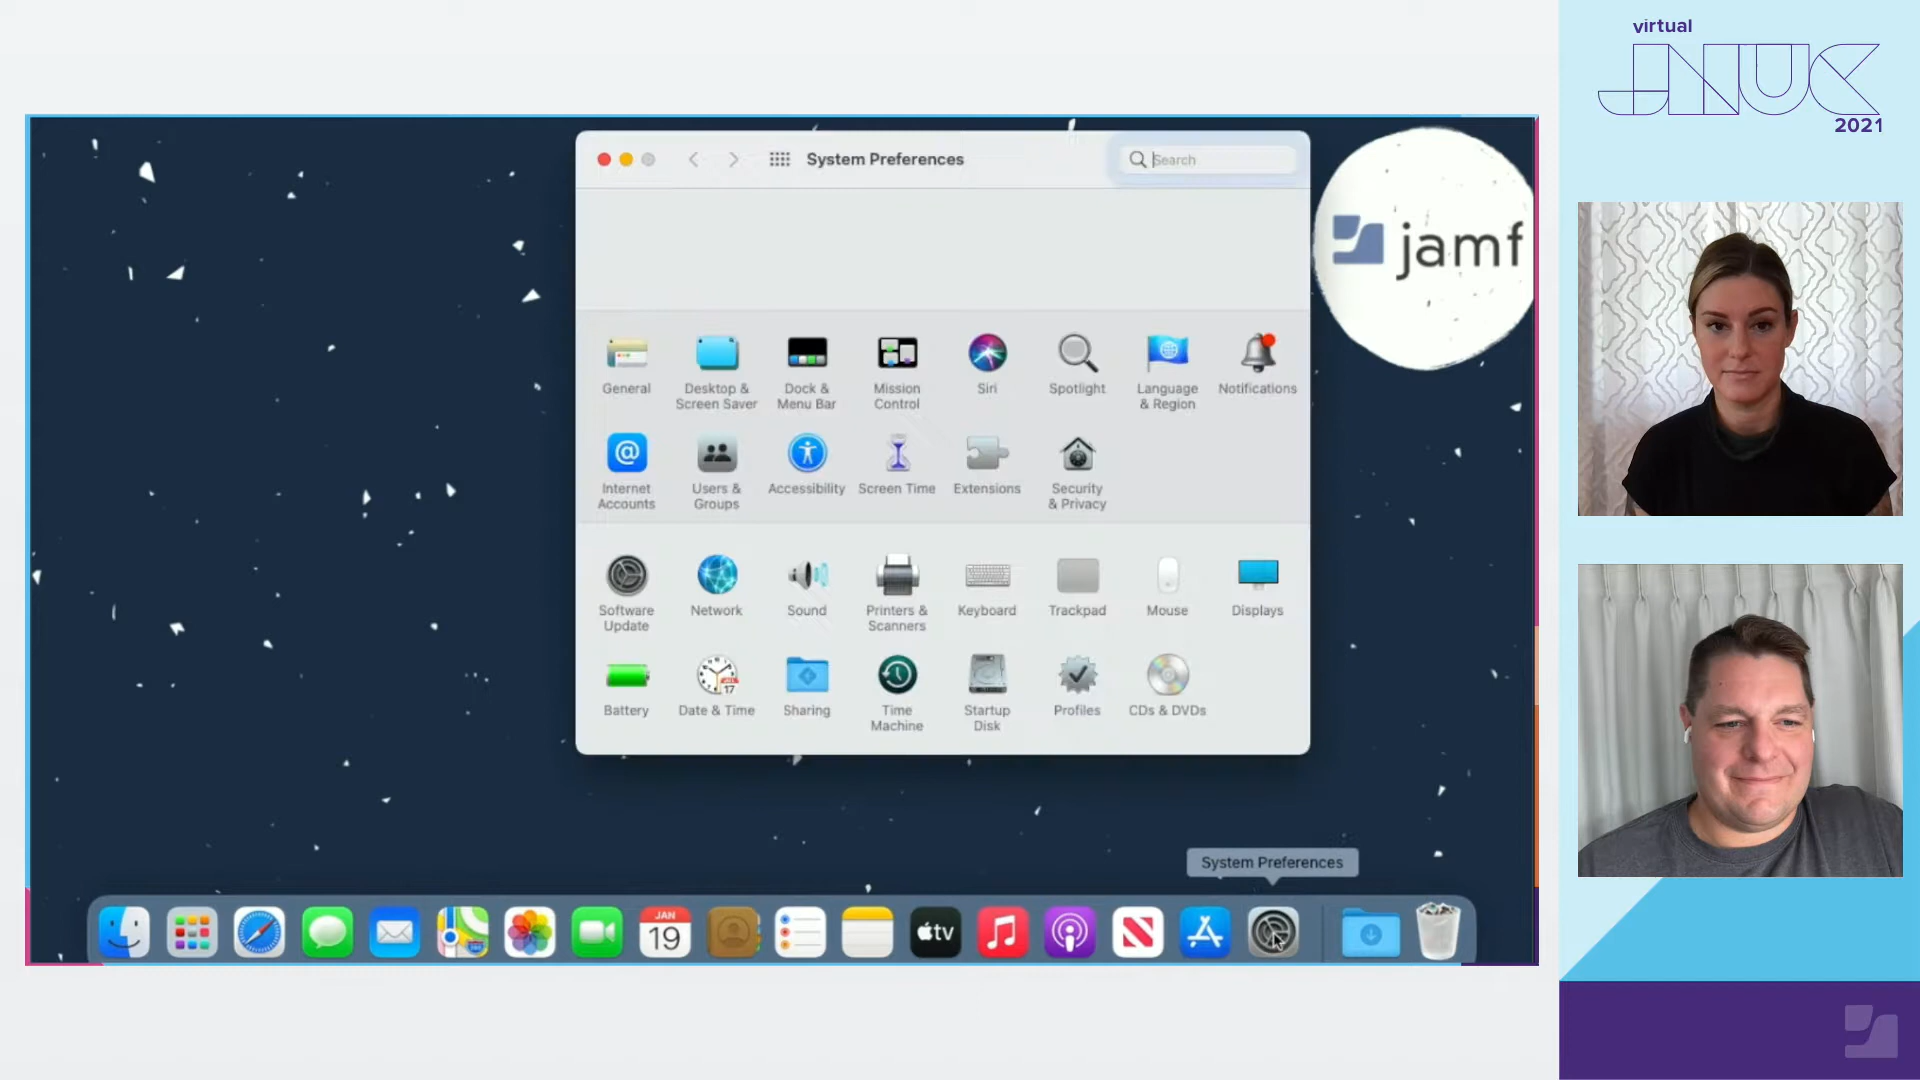 virtual
JNUC
2021
System Preferences
Search
jamf
General
Desktop &
Screen Saver
Dock &
Menu Bar
Mission
Control
Siri
Spotlight
Language
& Region
Notifications
Internet
Accounts
Users &
Groups
Accessibility
Screen Time
Extensions
Security
& Privacy
Software
Update
Network
Sound
Printers &
Scanners
Keyboard
Trackpad
Mouse
Displays
Battery
17
Date & Time
Sharing
Time
Machine
Startup
Disk
Profiles
CDs & DVDs
System Preferences
JAN
19
tv